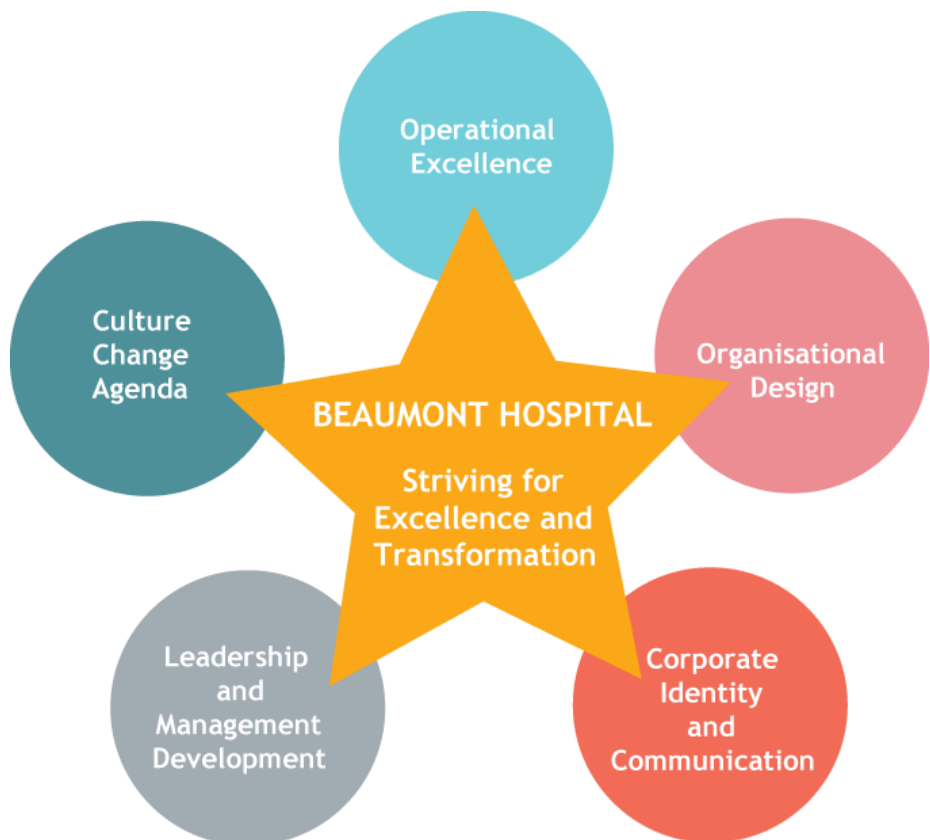 Operational
Excellence
Culture
Change
Agenda
Organisational
Design
BEAUMONT HOSPITAL
Striving for
Excellence and
Transformation
Leadership
and
Management
Development
Corporate
Identity
and
Communication